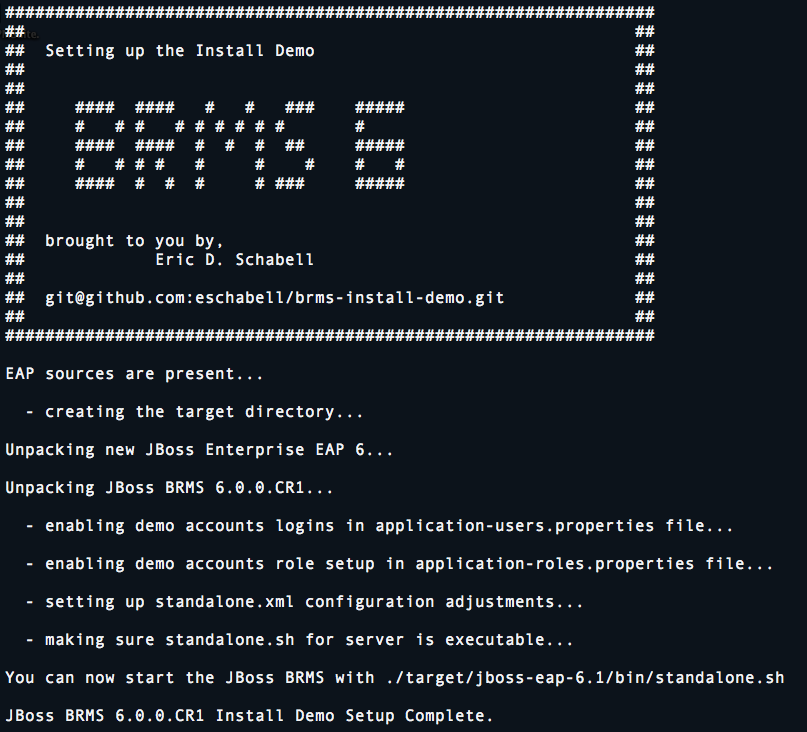 #################################################################
##                                                             ##
##  Setting up the Install Demo                                ##
##                                                             ##
##                                                             ##
##     ####  ####   #   #   ###    #####                       ##
##     #   # #   # # # # # #       #                           ##
##     ####  ####  #  #  #  ##     #####                       ##
##     #   # # #   #     #    #    #   #                       ##
##     ####  #  #  #     # ###     #####                       ##
##                                                             ##
##                                                             ##
##  brought to you by,                                         ##
##             Eric D. Schabell                                ##
##                                                             ##
##  git@github.com:eschabell/brms-install-demo.git             ##
##                                                             ##
#################################################################
EAP sources are present...
  - creating the target directory...
Unpacking new JBoss Enterprise EAP 6...
Unpacking JBoss BRMS 6.0.0.CR1...
  - enabling demo accounts logins in application-users.properties file...
  - enabling demo accounts role setup in application-roles.properties file...
  - setting up standalone.xml configuration adjustments...
  - making sure standalone.sh for server is executable...
You can now start the JBoss BRMS with ./target/jboss-eap-6.1/bin/standalone.sh
JBoss BRMS 6.0.0.CR1 Install Demo Setup Complete.